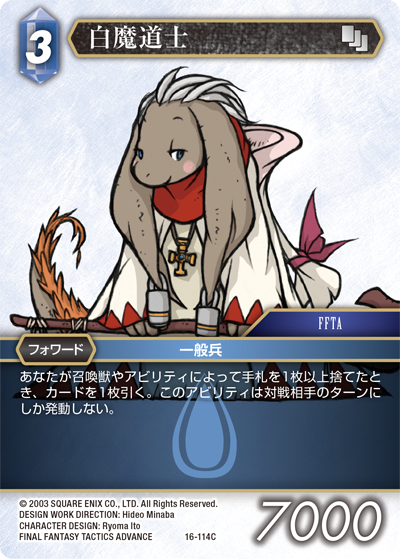 3
白魔道士
FFTA
フォワード
一般兵
あなたが召喚獣やアビリティによって手札を1枚以上捨てたと
き、カードを1枚引く。このアビリティは対戦相手のターンに
しか発動しない。
© 2003 SQUARE ENIX CO., LTD. All Rights Reserved.
DESIGN WORK DIRECTION: Hideo Minaba
CHARACTER DESIGN: Ryoma Ito
FINAL FANTASY TACTICS ADVANCE
16-114C
7000